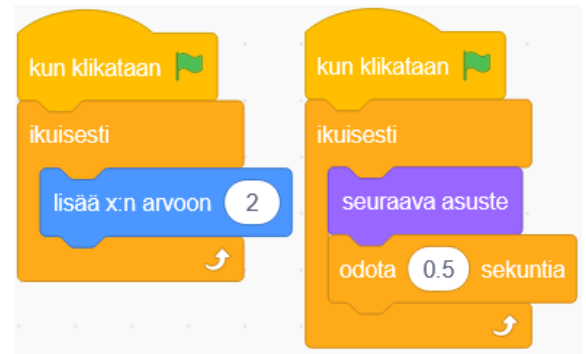 kun klikataan
ikuisesti
lisää x:n arvoon 2
kun klikataan
ikuisesti
seuraava asuste
odota 0.5 sekuntia